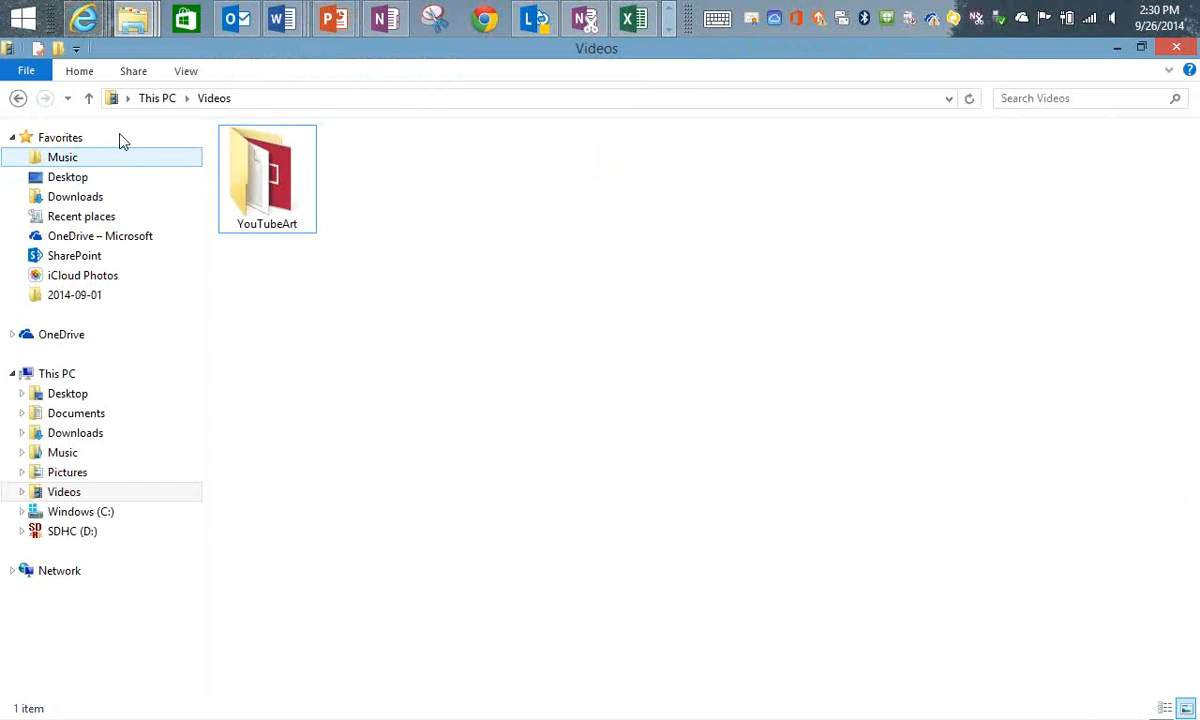 2:30 PM
9/26/2014
Videos
File Home Share View
This PC Videos
Search Videos
Favorites
Music
Desktop
Downloads
Recent places
OneDrive – Microsoft
SharePoint
iCloud Photos
2014-09-01
OneDrive
This PC
Desktop
Documents
Downloads
Music
Pictures
Videos
Windows (C:)
SDHC (D:)
Network
YouTubeArt
1 item